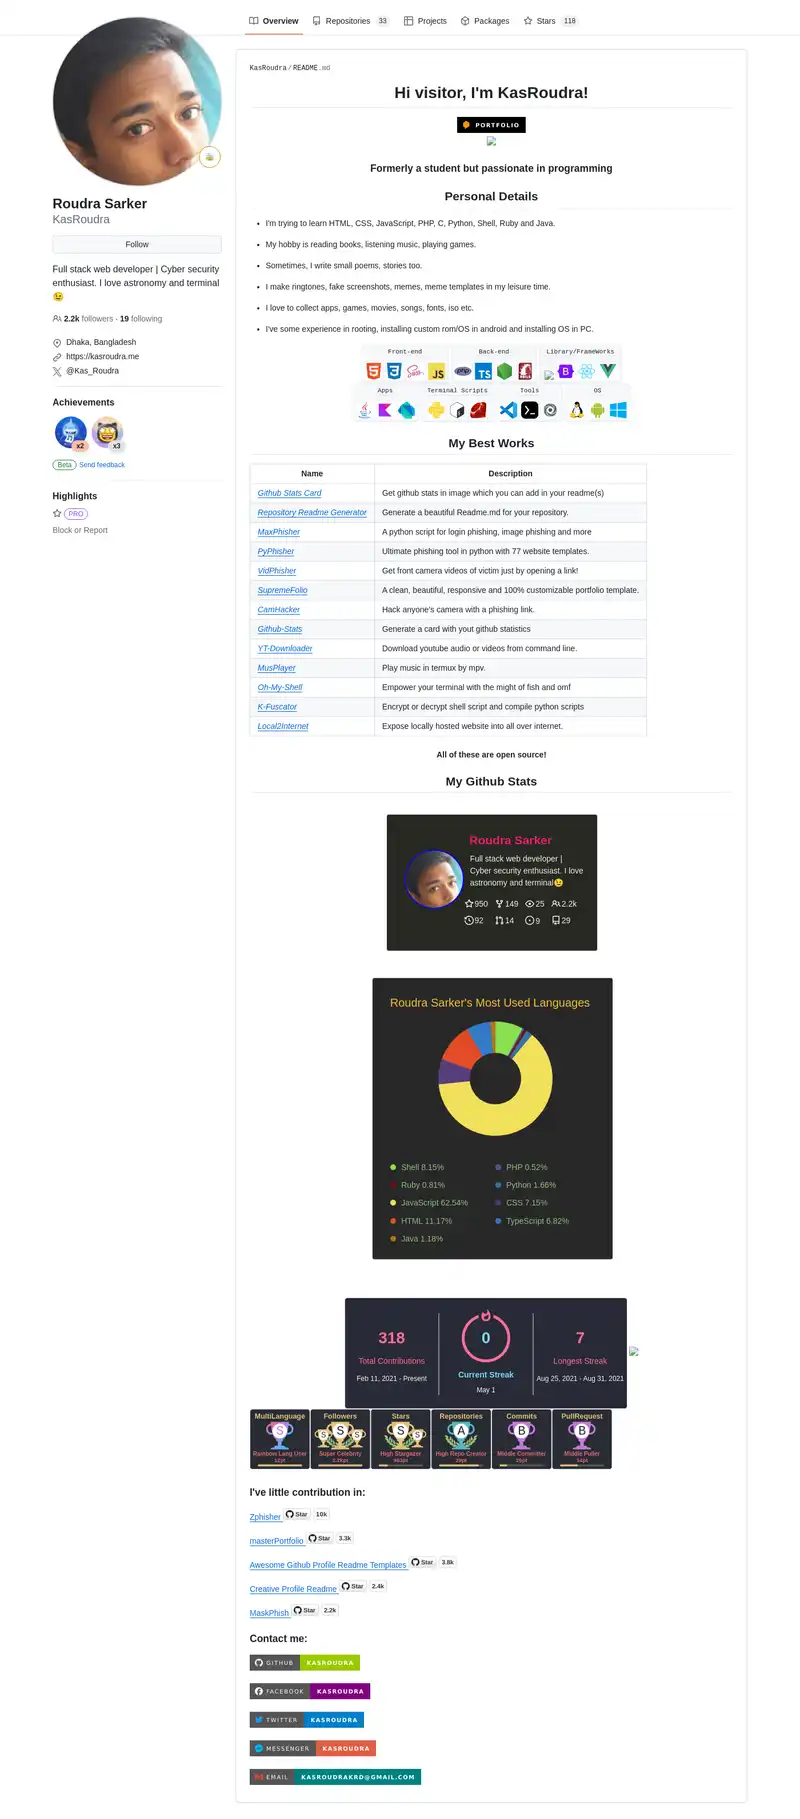 Overview Repositories 33 Projects Packages Stars 118
Roudra Sarker
KasRoudra
Follow
Full stack web developer | Cyber security
enthusiast. I love astronomy and terminal
😉
2.2k followers · 19 following
Dhaka, Bangladesh
https://kasroudra.me
@Kas_Roudra
Achievements
x2 x3
Beta Send feedback
Highlights
PRO
Block or Report
KasRoudra / README.md
Hi visitor, I'm KasRoudra!
PORTFOLIO
Formerly a student but passionate in programming
Personal Details
• I'm trying to learn HTML, CSS, JavaScript, PHP, C, Python, Shell, Ruby and Java.
• My hobby is reading books, listening music, playing games.
• Sometimes, I write small poems, stories too.
• I make ringtones, fake screenshots, memes, meme templates in my leisure time.
• I love to collect apps, games, movies, songs, fonts, iso etc.
• I've some experience in rooting, installing custom rom/OS in android and installing OS in PC.
Front-end Back-end Library/FrameWorks
Apps Terminal Scripts Tools OS
My Best Works
Name Description
Github Stats Card Get github stats in image which you can add in your readme(s)
Repository Readme Generator Generate a beautiful Readme.md for your repository.
MaxPhisher A python script for login phishing, image phishing and more
PyPhisher Ultimate phishing tool in python with 77 website templates.
VidPhisher Get front camera videos of victim just by opening a link!
SupremeFolio A clean, beautiful, responsive and 100% customizable portfolio template.
CamHacker Hack anyone's camera with a phishing link.
Github-Stats Generate a card with yout github statistics
YT-Downloader Download youtube audio or videos from command line.
MusPlayer Play music in termux by mpv.
Oh-My-Shell Empower your terminal with the might of fish and omf
K-Fuscator Encrypt or decrypt shell script and compile python scripts
Local2Internet Expose locally hosted website into all over internet.
All of these are open source!
My Github Stats
Roudra Sarker
Full stack web developer |
Cyber security enthusiast. I love
astronomy and terminal😉
950 149 25 2.2k
92 14 9 29
Roudra Sarker's Most Used Languages
Shell 8.15% PHP 0.52%
Ruby 0.81% Python 1.66%
JavaScript 62.54% CSS 7.15%
HTML 11.17% TypeScript 6.82%
Java 1.18%
318 0 7
Total Contributions Current Streak Longest Streak
Feb 11, 2021 - Present May 1 Aug 25, 2021 - Aug 31, 2021
MultiLanguage Followers Stars Repositories Commits PullRequest
S S S A B B
Rainbow Lang User Super Celebrity High Stargazer High Repo Creator Middle Committer Middle Puller
I've little contribution in:
Zphisher Star 10k
masterPortfolio Star 3.3k
Awesome Github Profile Readme Templates Star 3.8k
Creative Profile Readme Star 2.4k
MaskPhish Star 2.2k
Contact me:
GITHUB KASROUDRA
FACEBOOK KASROUDRA
TWITTER KASROUDRA
MESSENGER KASROUDRA
EMAIL KASROUDRAKRD@GMAIL.COM